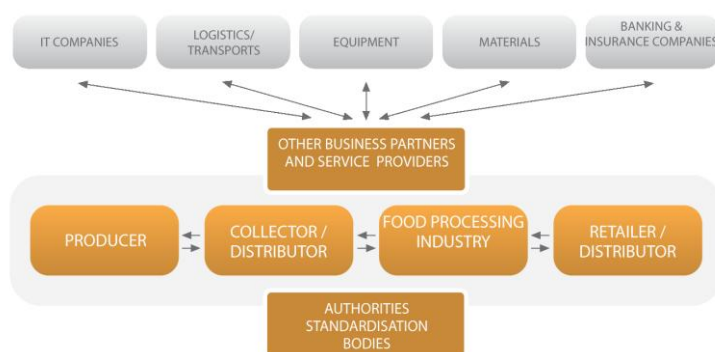 IT COMPANIES
LOGISTICS/
TRANSPORTS
EQUIPMENT
MATERIALS
BANKING &
INSURANCE COMPANIES
OTHER BUSINESS PARTNERS
AND SERVICE PROVIDERS
PRODUCER
COLLECTOR /
DISTRIBUTOR
FOOD PROCESSING
INDUSTRY
RETAILER /
DISTRIBUTOR
AUTHORITIES
STANDARDISATION
BODIES